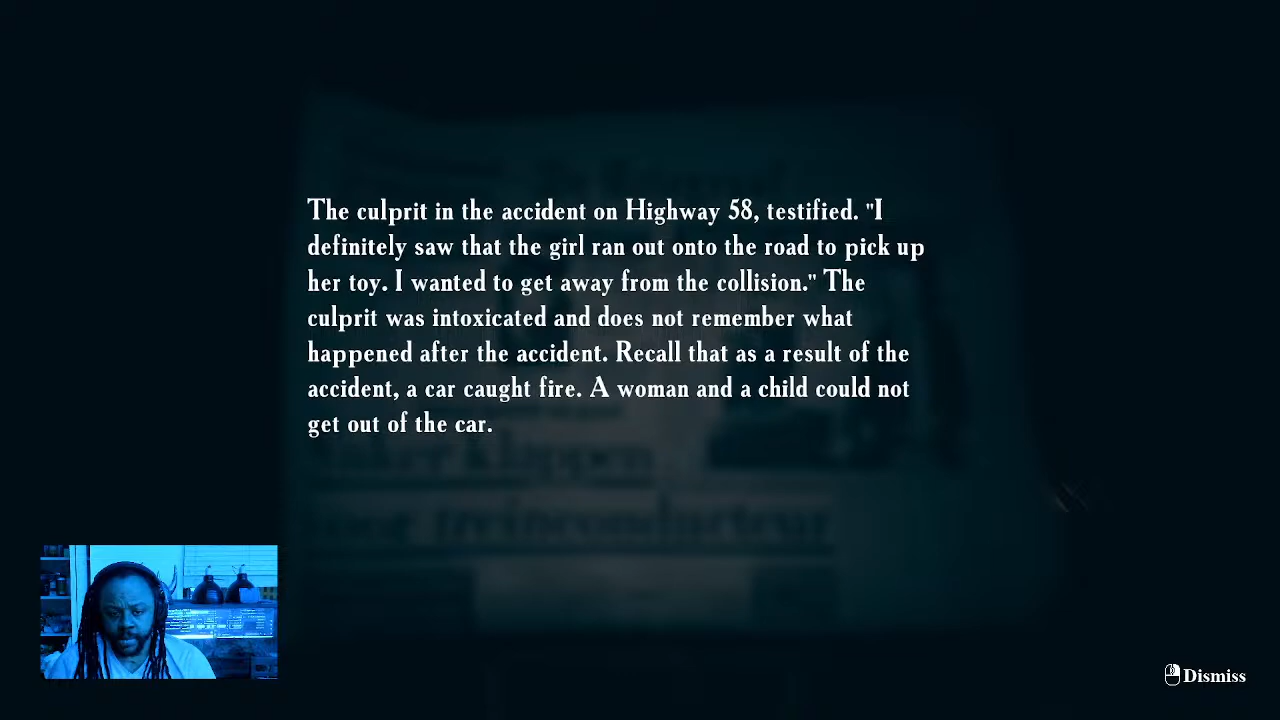 The culprit in the accident on Highway 58, testified. "I
definitely saw that the girl ran out onto the road to pick up
her toy. I wanted to get away from the collision." The
culprit was intoxicated and does not remember what
happened after the accident. Recall that as a result of the
accident, a car caught fire. A woman and a child could not
get out of the car.
Dismiss